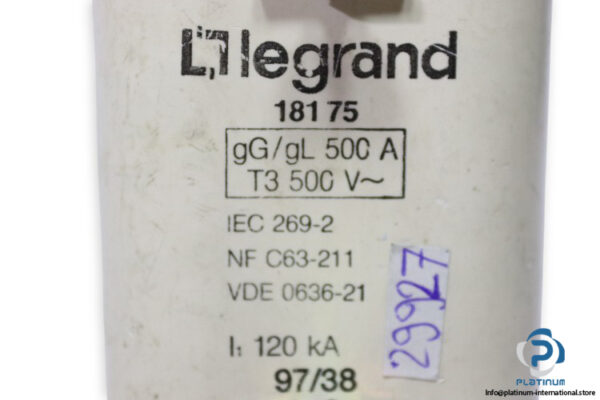 legrand
181 75
gG/gL 500 A
T3 500 V~
IEC 269-2
NF C63-211
VDE 0636-21
I₁ 120 kA
97/38
29927
PLATINUM
Info@platinum-international.store